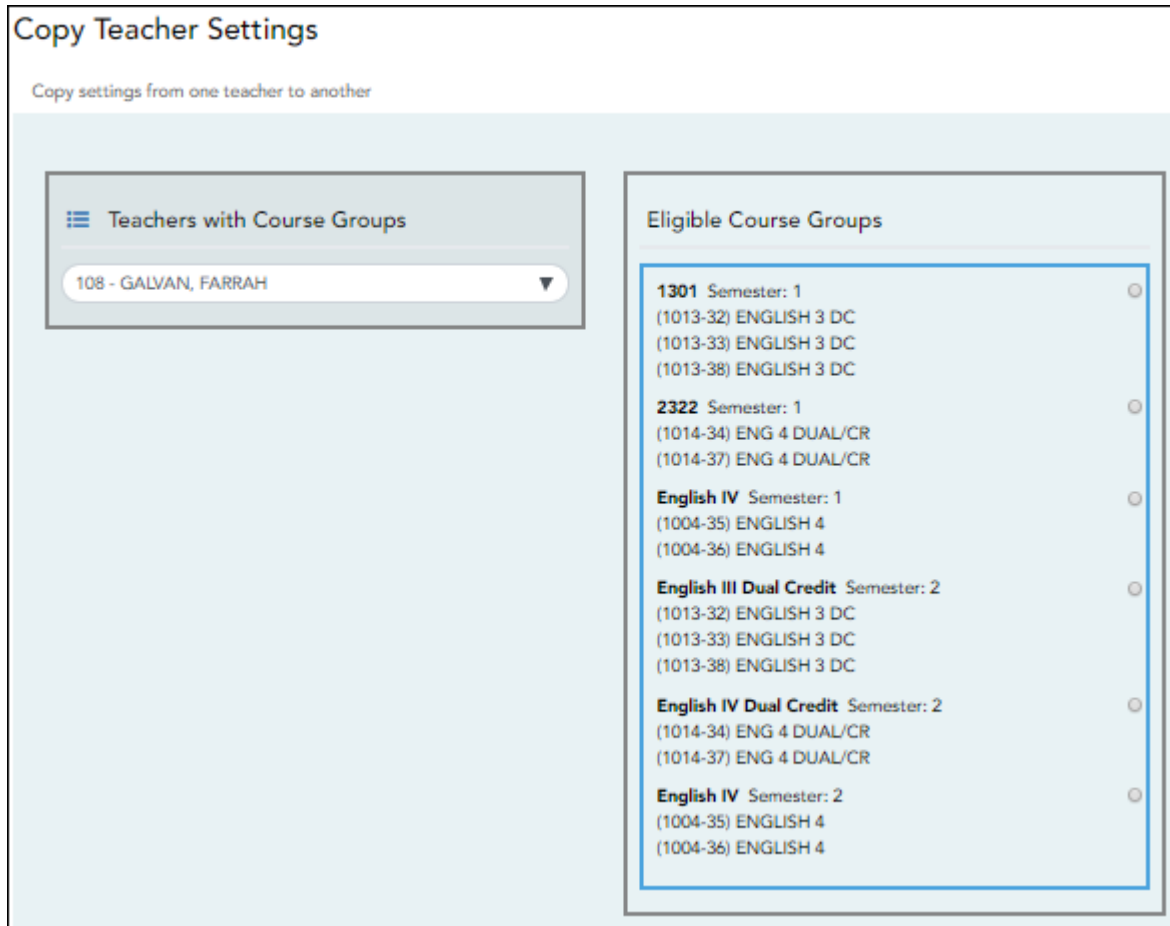 Copy Teacher Settings
Copy settings from one teacher to another
Teachers with Course Groups
108 - GALVAN, FARRAH
Eligible Course Groups
1301 Semester: 1
(1013-32) ENGLISH 3 DC
(1013-33) ENGLISH 3 DC
(1013-38) ENGLISH 3 DC
2322 Semester: 1
(1014-34) ENG 4 DUAL/CR
(1014-37) ENG 4 DUAL/CR
English IV Semester: 1
(1004-35) ENGLISH 4
(1004-36) ENGLISH 4
English III Dual Credit Semester: 2
(1013-32) ENGLISH 3 DC
(1013-33) ENGLISH 3 DC
(1013-38) ENGLISH 3 DC
English IV Dual Credit Semester: 2
(1014-34) ENG 4 DUAL/CR
(1014-37) ENG 4 DUAL/CR
English IV Semester: 2
(1004-35) ENGLISH 4
(1004-36) ENGLISH 4